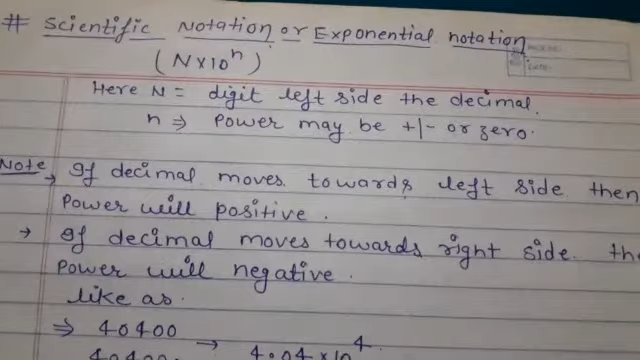 # Scientific Notation or Exponential notation
(N×10ⁿ)
Here N = digit left side the decimal.
n ⇒ power may be +/- or zero.
Note → If decimal moves towards left side then
Power will positive.
→ If decimal moves towards right side. the
Power will negative.
like as.
⇒ 40400
40400. → 4.04×10⁴